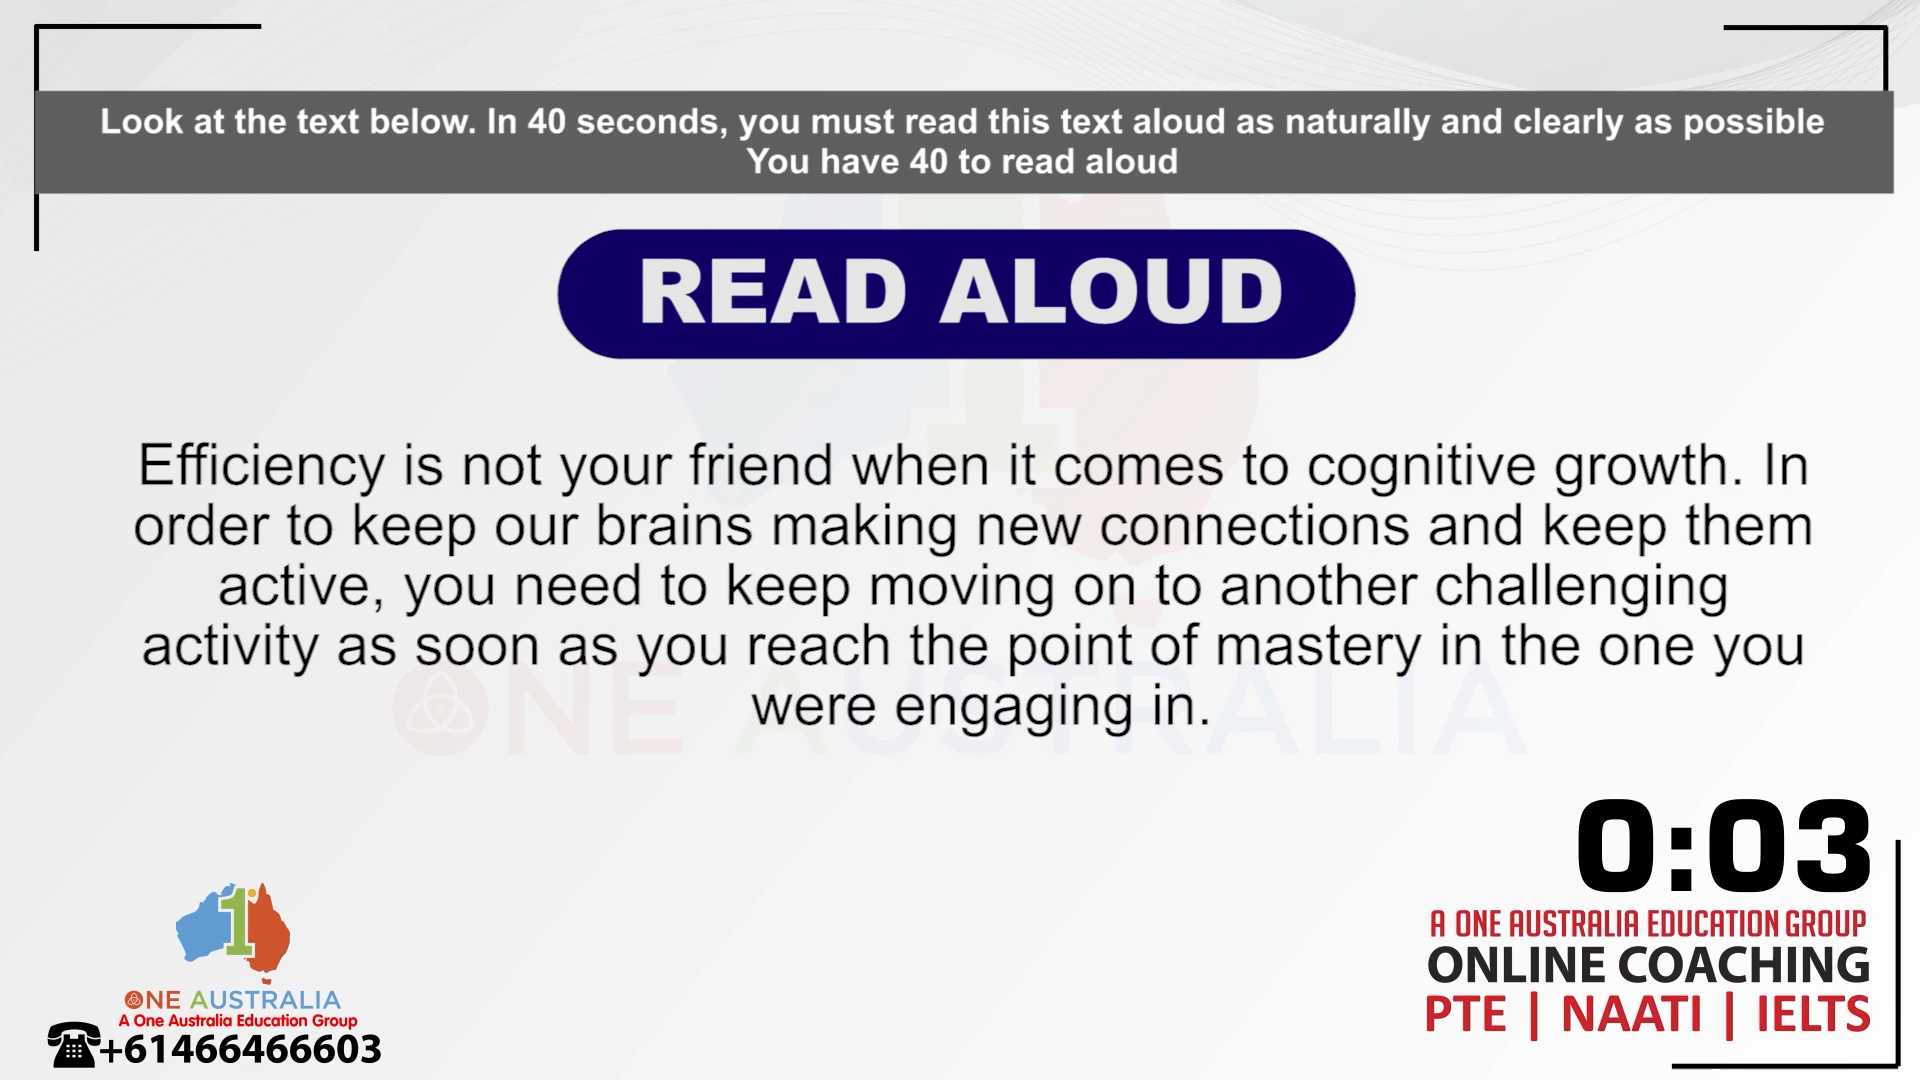 Look at the text below. In 40 seconds, you must read this text aloud as naturally and clearly as possible
You have 40 to read aloud
READ ALOUD
Efficiency is not your friend when it comes to cognitive growth. In
order to keep our brains making new connections and keep them
active, you need to keep moving on to another challenging
activity as soon as you reach the point of mastery in the one you
were engaging in.
ONE AUSTRALIA
0:03
A ONE AUSTRALIA EDUCATION GROUP
ONLINE COACHING
PTE | NAATI | IELTS
1
ONE AUSTRALIA
A One Australia Education Group
+61466466603